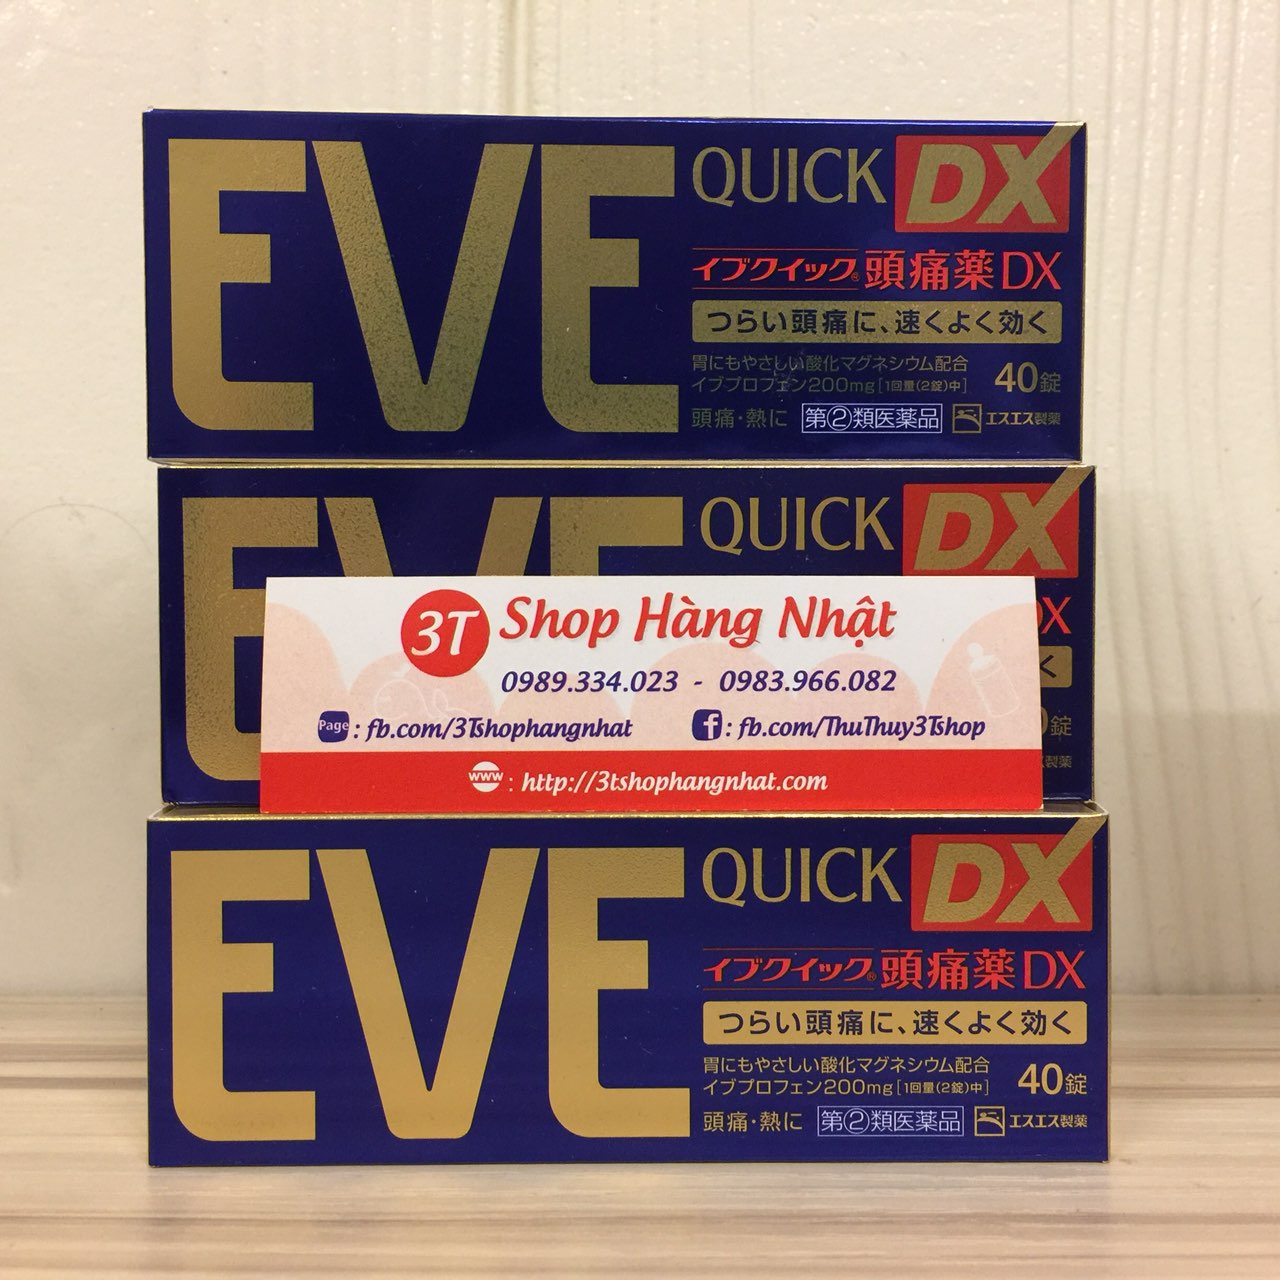 EVE QUICK DX
イブクイック®頭痛薬DX
つらい頭痛に、速くよく効く
胃にもやさしい酸化マグネシウム配合
イブプロフェン200mg[1回量(2錠)中]
40錠
頭痛・熱に 第②類医薬品 エスエス製薬
EVE QUICK DX
DX
く
0錠
製薬
3T Shop Hàng Nhật
0989.334.023 - 0983.966.082
Page : fb.com/3Tshophangnhat f : fb.com/ThuThuy3Tshop
www : http://3tshophangnhat.com
EVE QUICK DX
イブクイック®頭痛薬DX
つらい頭痛に、速くよく効く
胃にもやさしい酸化マグネシウム配合
イブプロフェン200mg[1回量(2錠)中]
40錠
頭痛・熱に 第②類医薬品 エスエス製薬